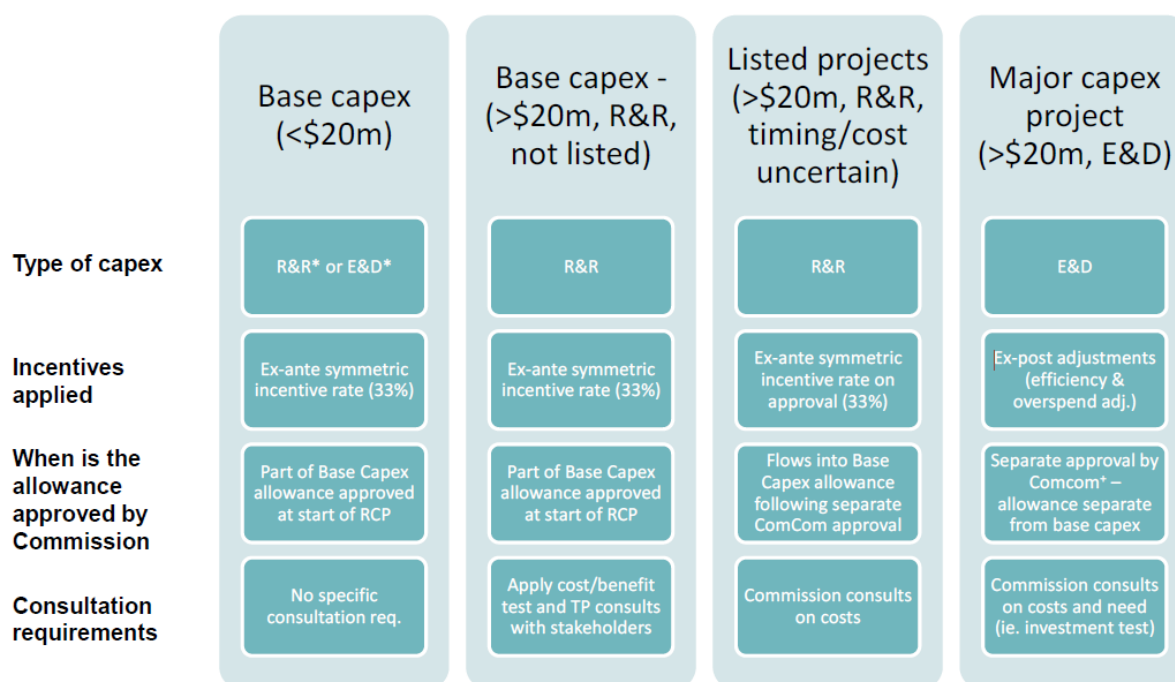 Base capex
(<$20m)
Base capex -
(>$20m, R&R,
not listed)
Listed projects
(>$20m, R&R,
timing/cost
uncertain)
Major capex
project
(>$20m, E&D)
Type of capex
R&R* or E&D*
R&R
R&R
E&D
Incentives
applied
Ex-ante symmetric
incentive rate (33%)
Ex-ante symmetric
incentive rate (33%)
Ex-ante symmetric
incentive rate on
approval (33%)
Ex-post adjustments
(efficiency &
overspend adj.)
When is the
allowance
approved by
Commission
Part of Base Capex
allowance approved
at start of RCP
Part of Base Capex
allowance approved
at start of RCP
Flows into Base
Capex allowance
following separate
ComCom approval
Separate approval by
Comcom⁺ –
allowance separate
from base capex
Consultation
requirements
No specific
consultation req.
Apply cost/benefit
test and TP consults
with stakeholders
Commission consults
on costs
Commission consults
on costs and need
(ie. investment test)